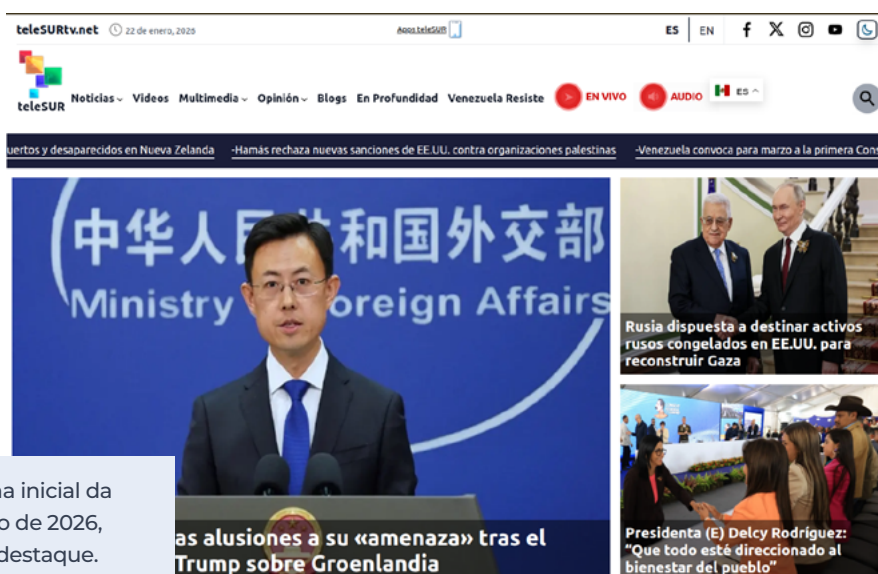 teleSURtv.net 22 de enero, 2026 Apps teleSUR ES EN
teleSUR Noticias Videos Multimedia Opinión Blogs En Profundidad Venezuela Resiste EN VIVO AUDIO ES
uertos y desaparecidos en Nueva Zelanda -Hamás rechaza nuevas sanciones de EE.UU. contra organizaciones palestinas -Venezuela convoca para marzo a la primera Cons
中华人民共和国外交部
Ministry Foreign Affairs
Rusia dispuesta a destinar activos
rusos congelados en EE.UU. para
reconstruir Gaza
as alusiones a su «amenaza» tras el
Trump sobre Groenlandia
Presidenta (E) Delcy Rodríguez:
"Que todo esté direccionado al
bienestar del pueblo"
na inicial da
o de 2026,
destaque.